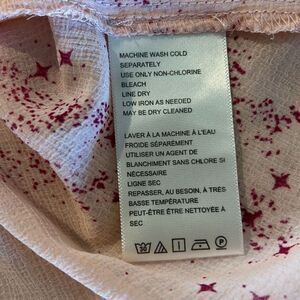 MACHINE WASH COLD
SEPARATELY
USE ONLY NON-CHLORINE
BLEACH
LINE DRY
LOW IRON AS NEEDED
MAY BE DRY CLEANED
LAVER À LA MACHINE À L'EAU
FROIDE SÉPARÉMENT
UTILISER UN AGENT DE
BLANCHIMENT SANS CHLORE SI
NÉCESSAIRE
LIGNE SEC
REPASSER, AU BESOIN, À TRÈS
BASSE TEMPÉRATURE
PEUT-ÊTRE ÊTRE NETTOYÉE À
SEC